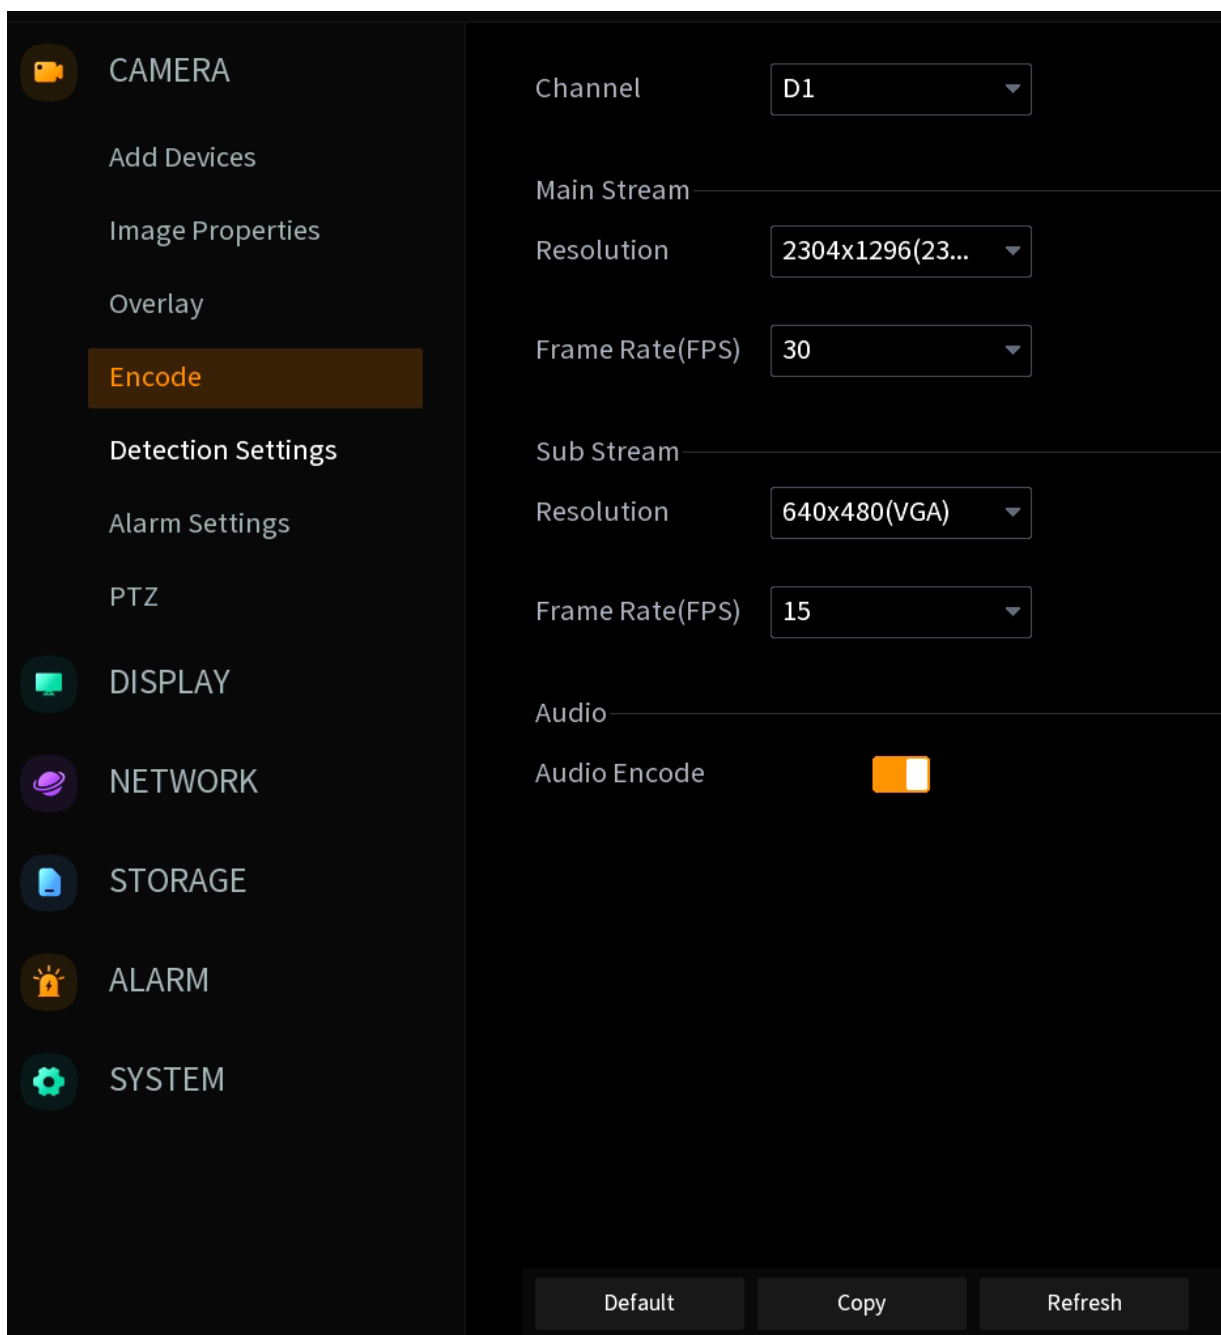 CAMERA
Add Devices
Image Properties
Overlay
Encode
Detection Settings
Alarm Settings
PTZ
DISPLAY
NETWORK
STORAGE
ALARM
SYSTEM
Channel D1
Main Stream
Resolution 2304x1296(23...
Frame Rate(FPS) 30
Sub Stream
Resolution 640x480(VGA)
Frame Rate(FPS) 15
Audio
Audio Encode
Default Copy Refresh